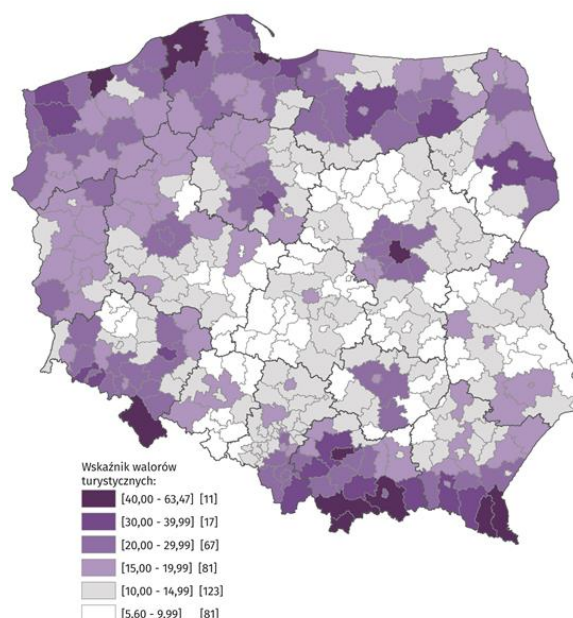 Wskaźnik walorów
turystycznych:
[40,00 - 63,47] [11]
[30,00 - 39,99] [17]
[20,00 - 29,99] [67]
[15,00 - 19,99] [81]
[10,00 - 14,99] [123]
[5,60 - 9,99] [81]